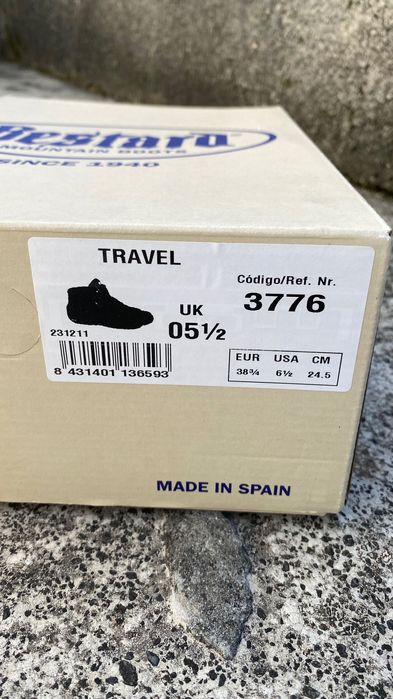 Bestard
MOUNTAIN BOOTS
SINCE 1940
TRAVEL
Código/Ref. Nr.
3776
UK
05½
231211
8 431401 136593
EUR USA CM
38¾ 6½ 24.5
MADE IN SPAIN